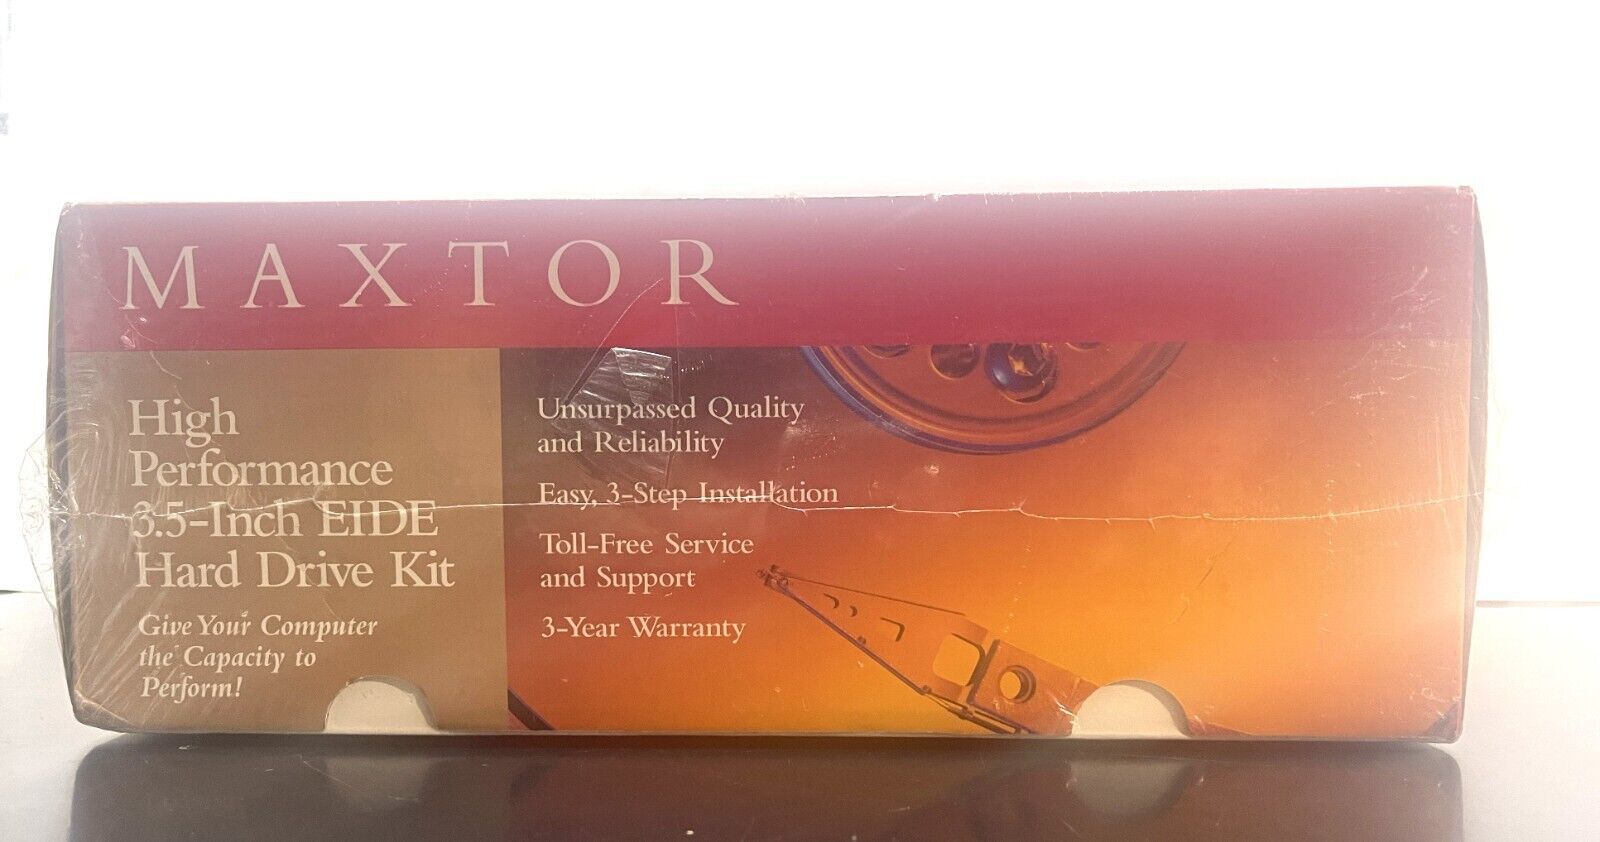 MAXTOR
High
Performance
3.5-Inch EIDE
Hard Drive Kit
Give Your Computer
the Capacity to
Perform!
Unsurpassed Quality
and Reliability
Easy, 3-Step Installation
Toll-Free Service
and Support
3-Year Warranty